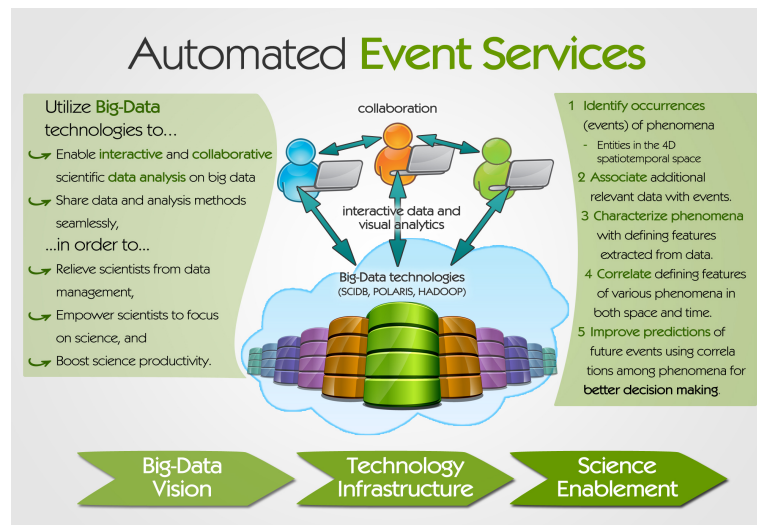 Automated Event Services
Utilize Big-Data
technologies to...
Enable interactive and collaborative
scientific data analysis on big data
Share data and analysis methods
seamlessly,
...in order to...
Relieve scientists from data
management,
Empower scientists to focus
on science, and
Boost science productivity.
collaboration
interactive data and
visual analytics
Big-Data technologies
(SCIDB, POLARIS, HADOOP)
1 Identify occurrences
(events) of phenomena
- Entities in the 4D
spatiotemporal space
2 Associate additional
relevant data with events.
3 Characterize phenomena
with defining features
extracted from data.
4 Correlate defining features
of various phenomena in
both space and time.
5 Improve predictions of
future events using correla
tions among phenomena for
better decision making.
Big-Data
Vision
Technology
Infrastructure
Science
Enablement